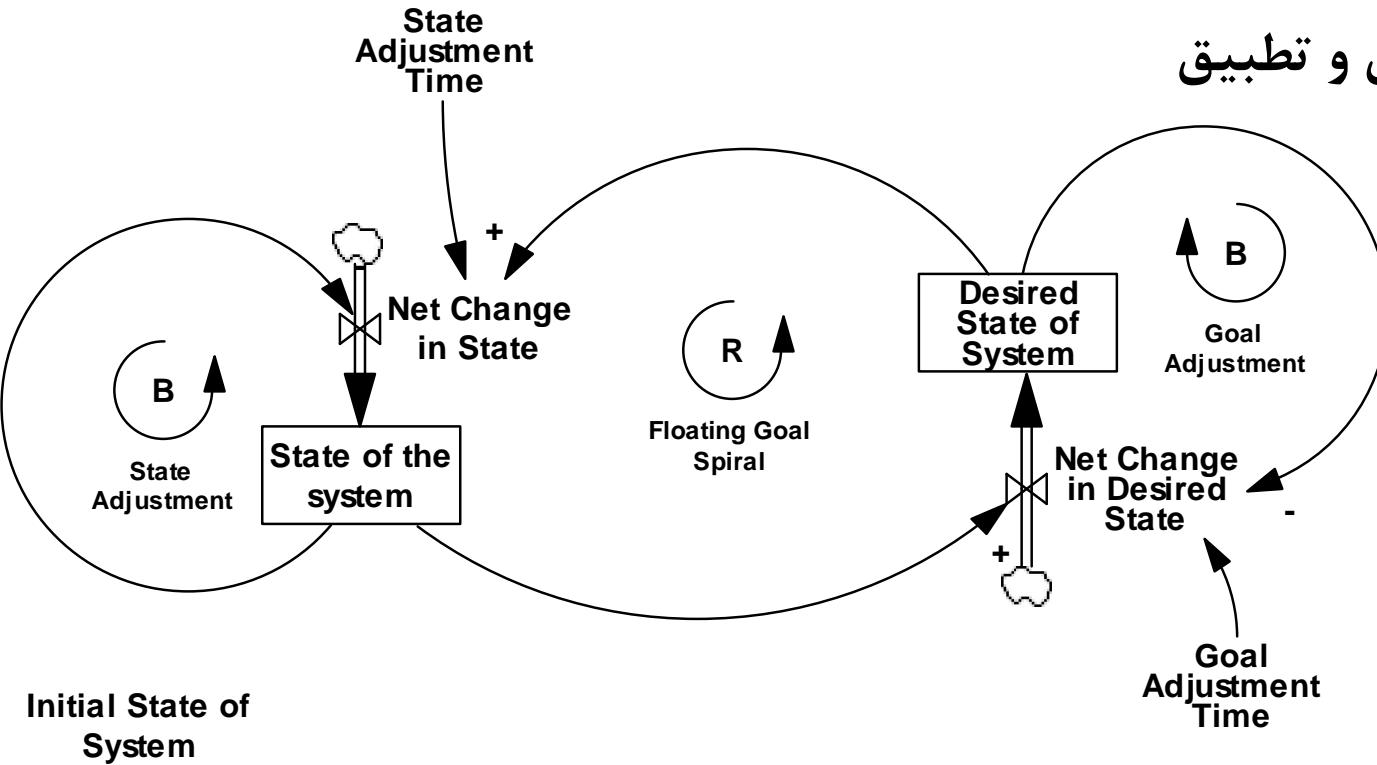 State
Adjustment
Time
و تطبيق
+
Net Change
in State
B
State
Adjustment
State of the
system
R
Floating Goal
Spiral
Desired
State of
System
B
Goal
Adjustment
Net Change
in Desired
State
-
+
Goal
Adjustment
Time
Initial State of
System